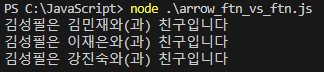 PS C:\JavaScript> node .\arrow_ftn_vs_ftn.js
김성필은 김민재와(과) 친구입니다
김성필은 이재은와(과) 친구입니다
김성필은 강진숙와(과) 친구입니다